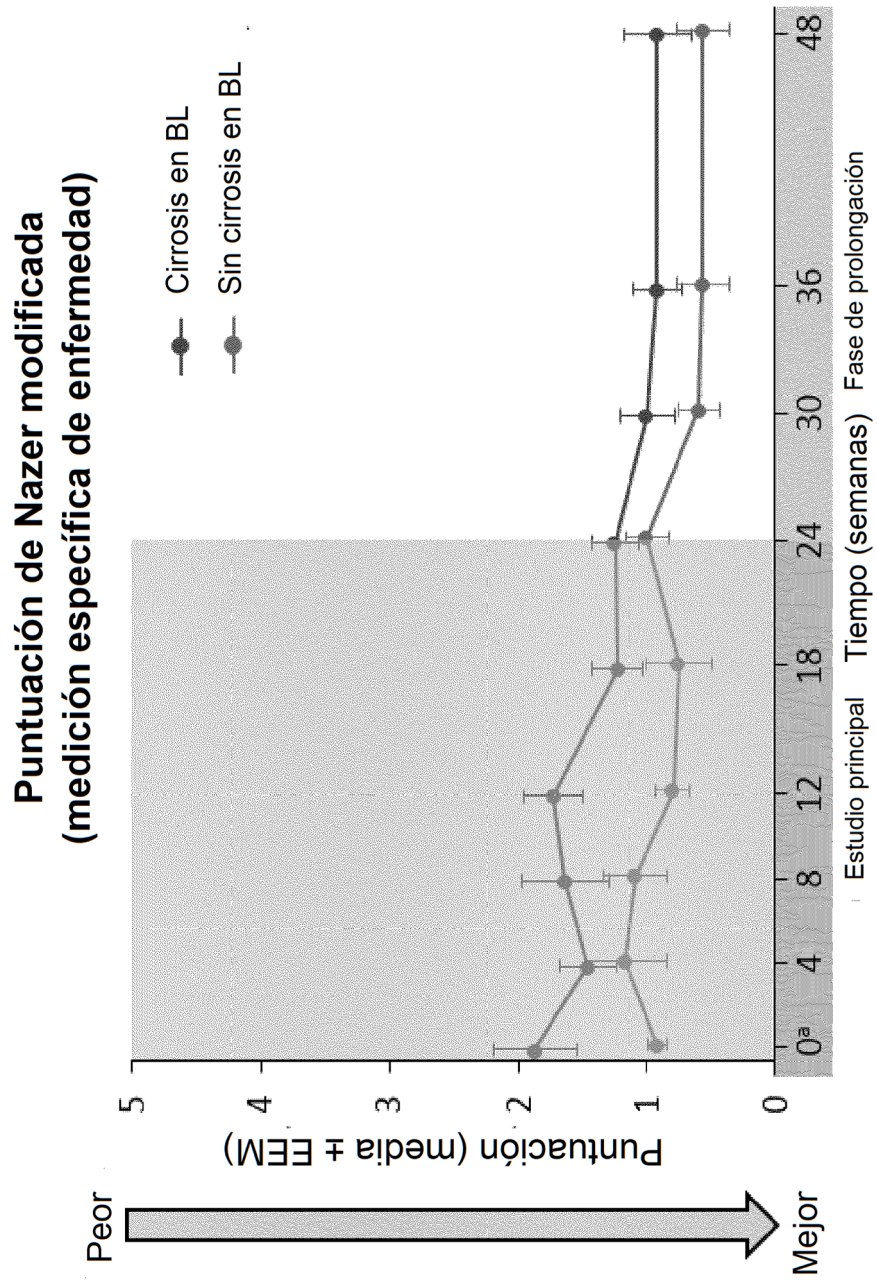 Puntuación de Nazer modificada
(medición específica de enfermedad)
Cirrosis en BL
Sin cirrosis en BL
Peor
Mejor
Puntuación (media ± EEM)
5
4
3
2
1
0
0ª 4 8 12 18 24 30 36 48
Estudio principal Tiempo (semanas) Fase de prolongación